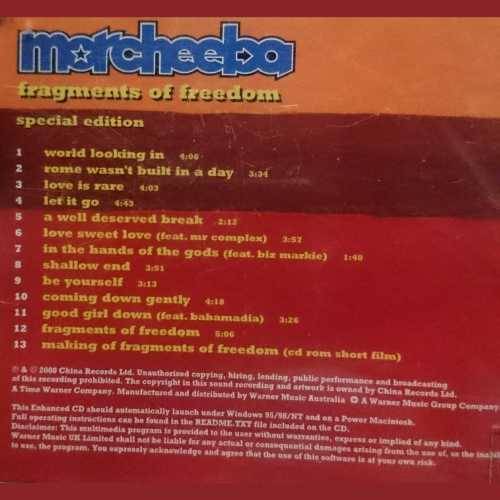 morcheeba
fragments of freedom
special edition
1 world looking in 4:06
2 rome wasn't built in a day 3:34
3 love is rare 4:03
4 let it go 4:43
5 a well deserved break 2:12
6 love sweet love (feat. mr complex) 3:57
7 in the hands of the gods (feat. biz markie) 1:40
8 shallow end 3:51
9 be yourself 3:13
10 coming down gently 4:18
11 good girl down (feat. bahamadia) 3:26
12 fragments of freedom 5:06
13 making of fragments of freedom (cd rom short film)
℗ & © 2000 China Records Ltd. Unauthorised copying, hiring, lending, public performance and broadcasting
of this recording prohibited. The copyright in this sound recording and artwork is owned by China Records Ltd.
A Time Warner Company. Manufactured and distributed by Warner Music Australia A Warner Music Group Company
This Enhanced CD should automatically launch under Windows 95/98/NT and on a Power Macintosh.
Full operating instructions can be found in the README.TXT file included on the CD.
Disclaimer: This multimedia program is provided to the user without warranties, express or implied of any kind.
Warner Music UK Limited shall not be liable for any actual or consequential damages arising from the use of, or the
to use, the program. You expressly acknowledge and agree that the use of this software is at your own risk.